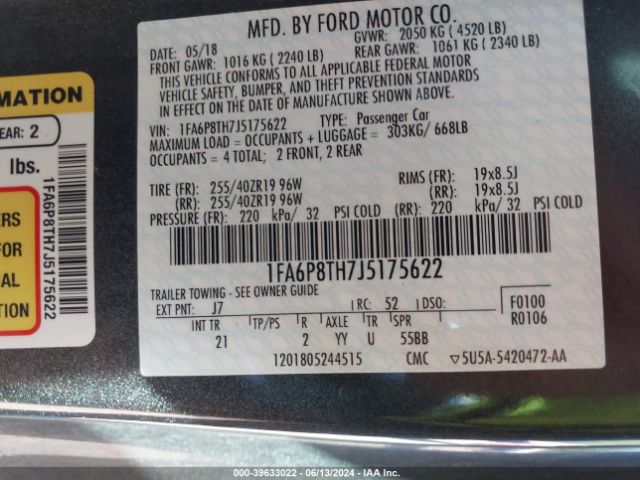 MFD. BY FORD MOTOR CO.
DATE: 05/18 GVWR: 2050 KG ( 4520 LB)
FRONT GAWR: 1016 KG ( 2240 LB) REAR GAWR: 1061 KG ( 2340 LB)
THIS VEHICLE CONFORMS TO ALL APPLICABLE FEDERAL MOTOR
VEHICLE SAFETY, BUMPER, AND THEFT PREVENTION STANDARDS
IN EFFECT ON THE DATE OF MANUFACTURE SHOWN ABOVE.
VIN: 1FA6P8TH7J5175622 TYPE: Passenger Car
MAXIMUM LOAD = OCCUPANTS + LUGGAGE = 303KG/ 668LB
OCCUPANTS = 4 TOTAL; 2 FRONT, 2 REAR
TIRE (FR): 255/40ZR19 96W RIMS (FR): 19x8.5J
(RR): 255/40ZR19 96W (RR): 19x8.5J
PRESSURE (FR): 220 kPa/ 32 PSI COLD (RR): 220 kPa/ 32 PSI COLD
1FA6P8TH7J5175622
TRAILER TOWING - SEE OWNER GUIDE
EXT PNT: J7 RC: 52 DSO: F0100
R0106
INT TR TP/PS R AXLE TR SPR
21 2 YY U 55BB
1201805244515 CMC ▽5U5A-5420472-AA
RMATION
EAR: 2
lbs.
ERS
FOR
AL
TION
1FA6P8TH7J5175622
000-39633022 - 06/13/2024 - IAA Inc.